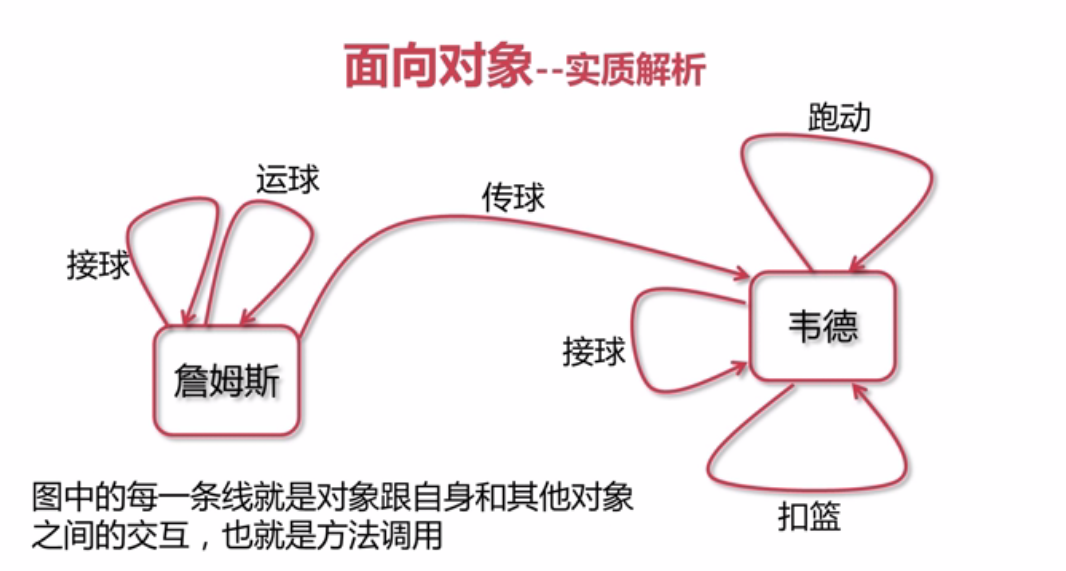 面向对象--实质解析
跑动
运球
传球
接球
韦德
接球
詹姆斯
图中的每一条线就是对象跟自身和其他对象
之间的交互，也就是方法调用
扣篮